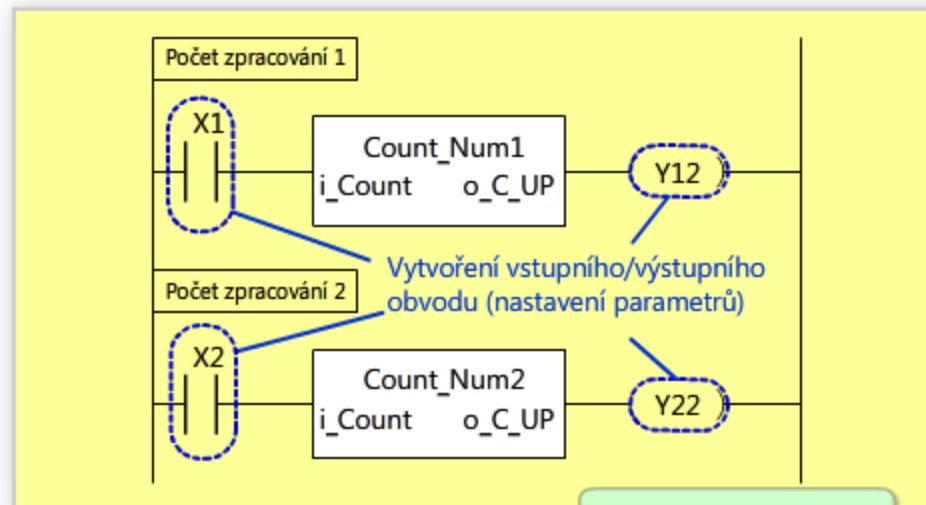 Počet zpracování 1
X1
Count_Num1
i_Count o_C_UP
Y12
Vytvoření vstupního/výstupního
obvodu (nastavení parametrů)
Počet zpracování 2
X2
Count_Num2
i_Count o_C_UP
Y22